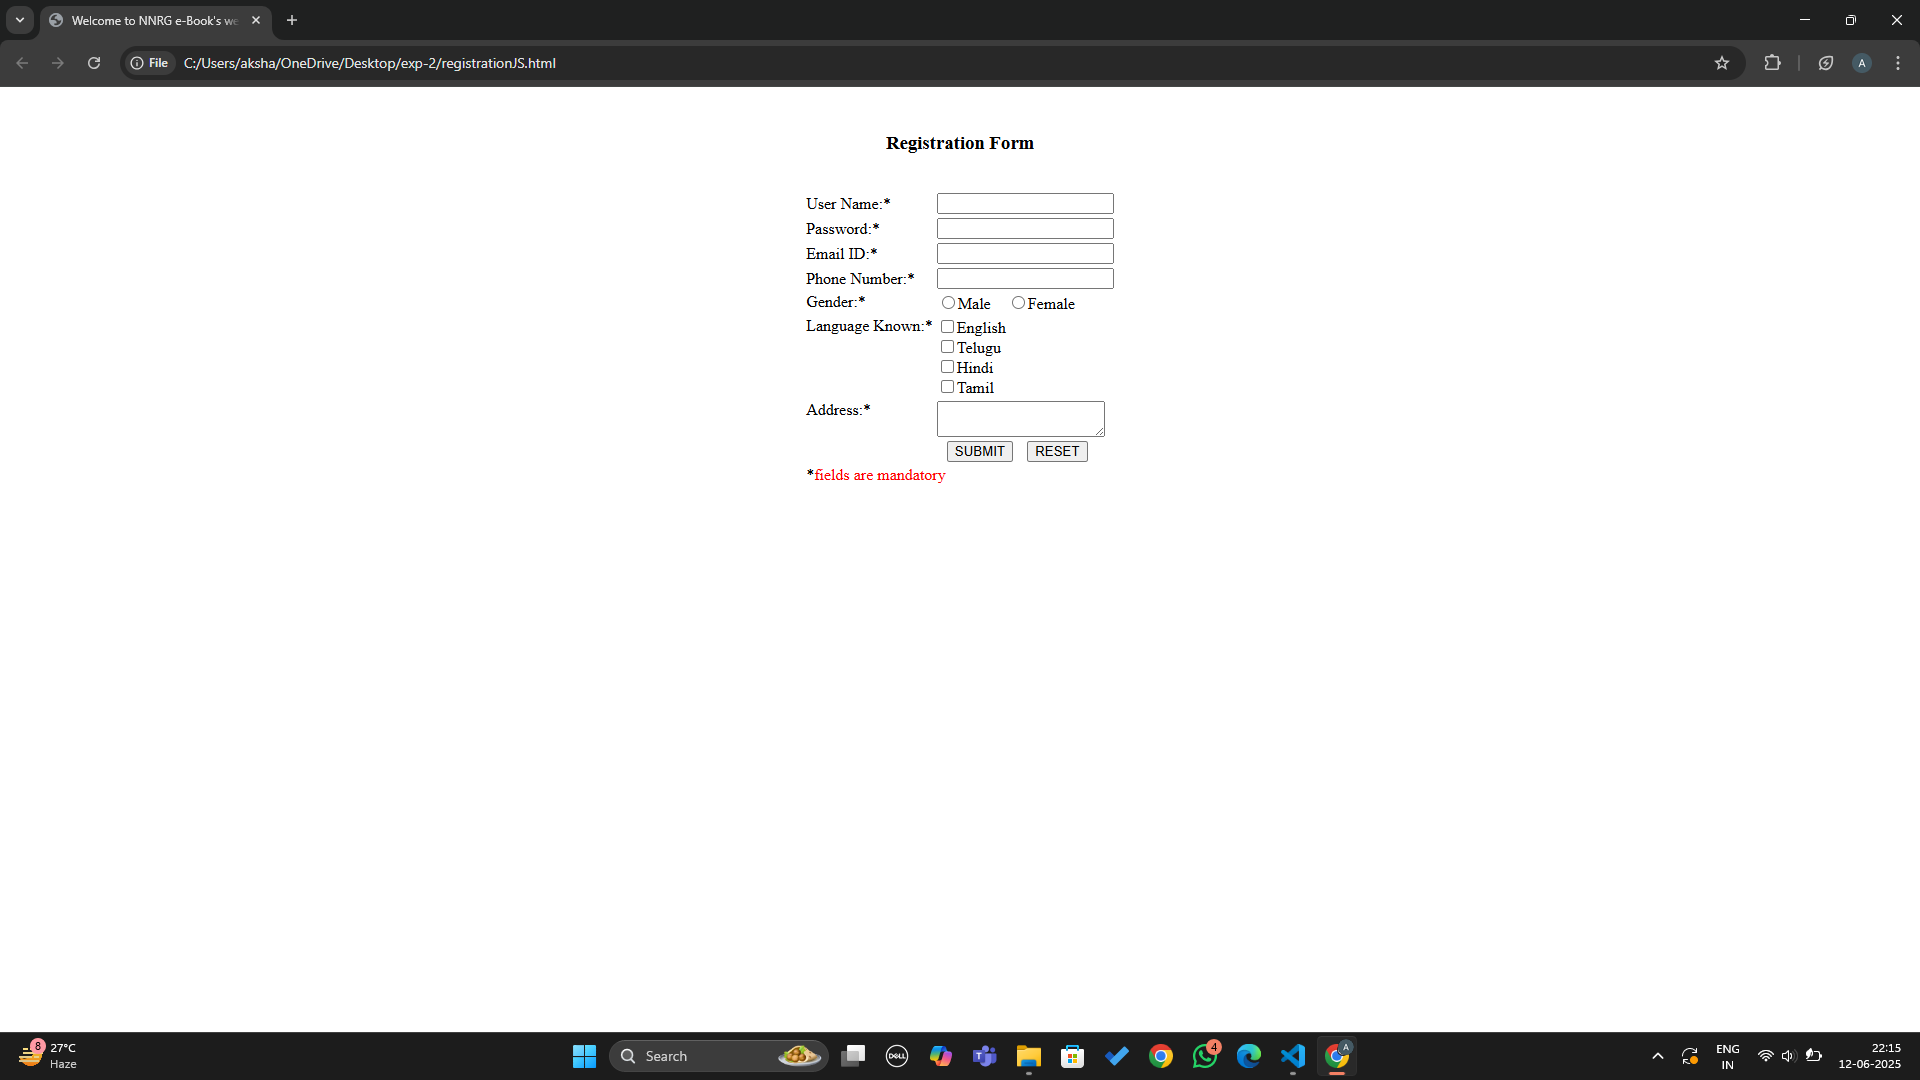 Welcome to NNRG e-Book's we
File C:/Users/aksha/OneDrive/Desktop/exp-2/registrationJS.html
A
Registration Form
User Name:*
Password:*
Email ID:*
Phone Number:*
Gender:* Male Female
Language Known:* English
Telugu
Hindi
Tamil
Address:*
SUBMIT RESET
*fields are mandatory
8
27°C
Haze
Search
DELL
T
4
A
ENG
IN
22:15
12-06-2025